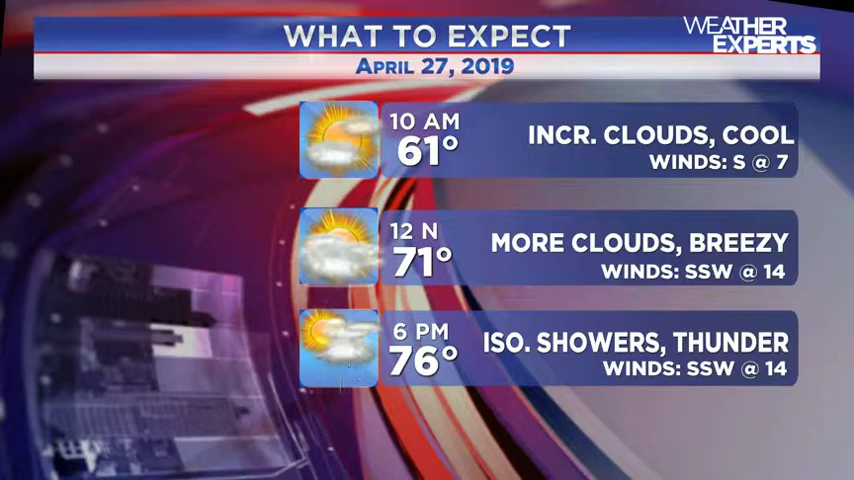 WHAT TO EXPECT
WEATHER
EXPERTS
APRIL 27, 2019
10 AM
61°
INCR. CLOUDS, COOL
WINDS: S @ 7
12 N
71°
MORE CLOUDS, BREEZY
WINDS: SSW @ 14
6 PM
76°
ISO. SHOWERS, THUNDER
WINDS: SSW @ 14